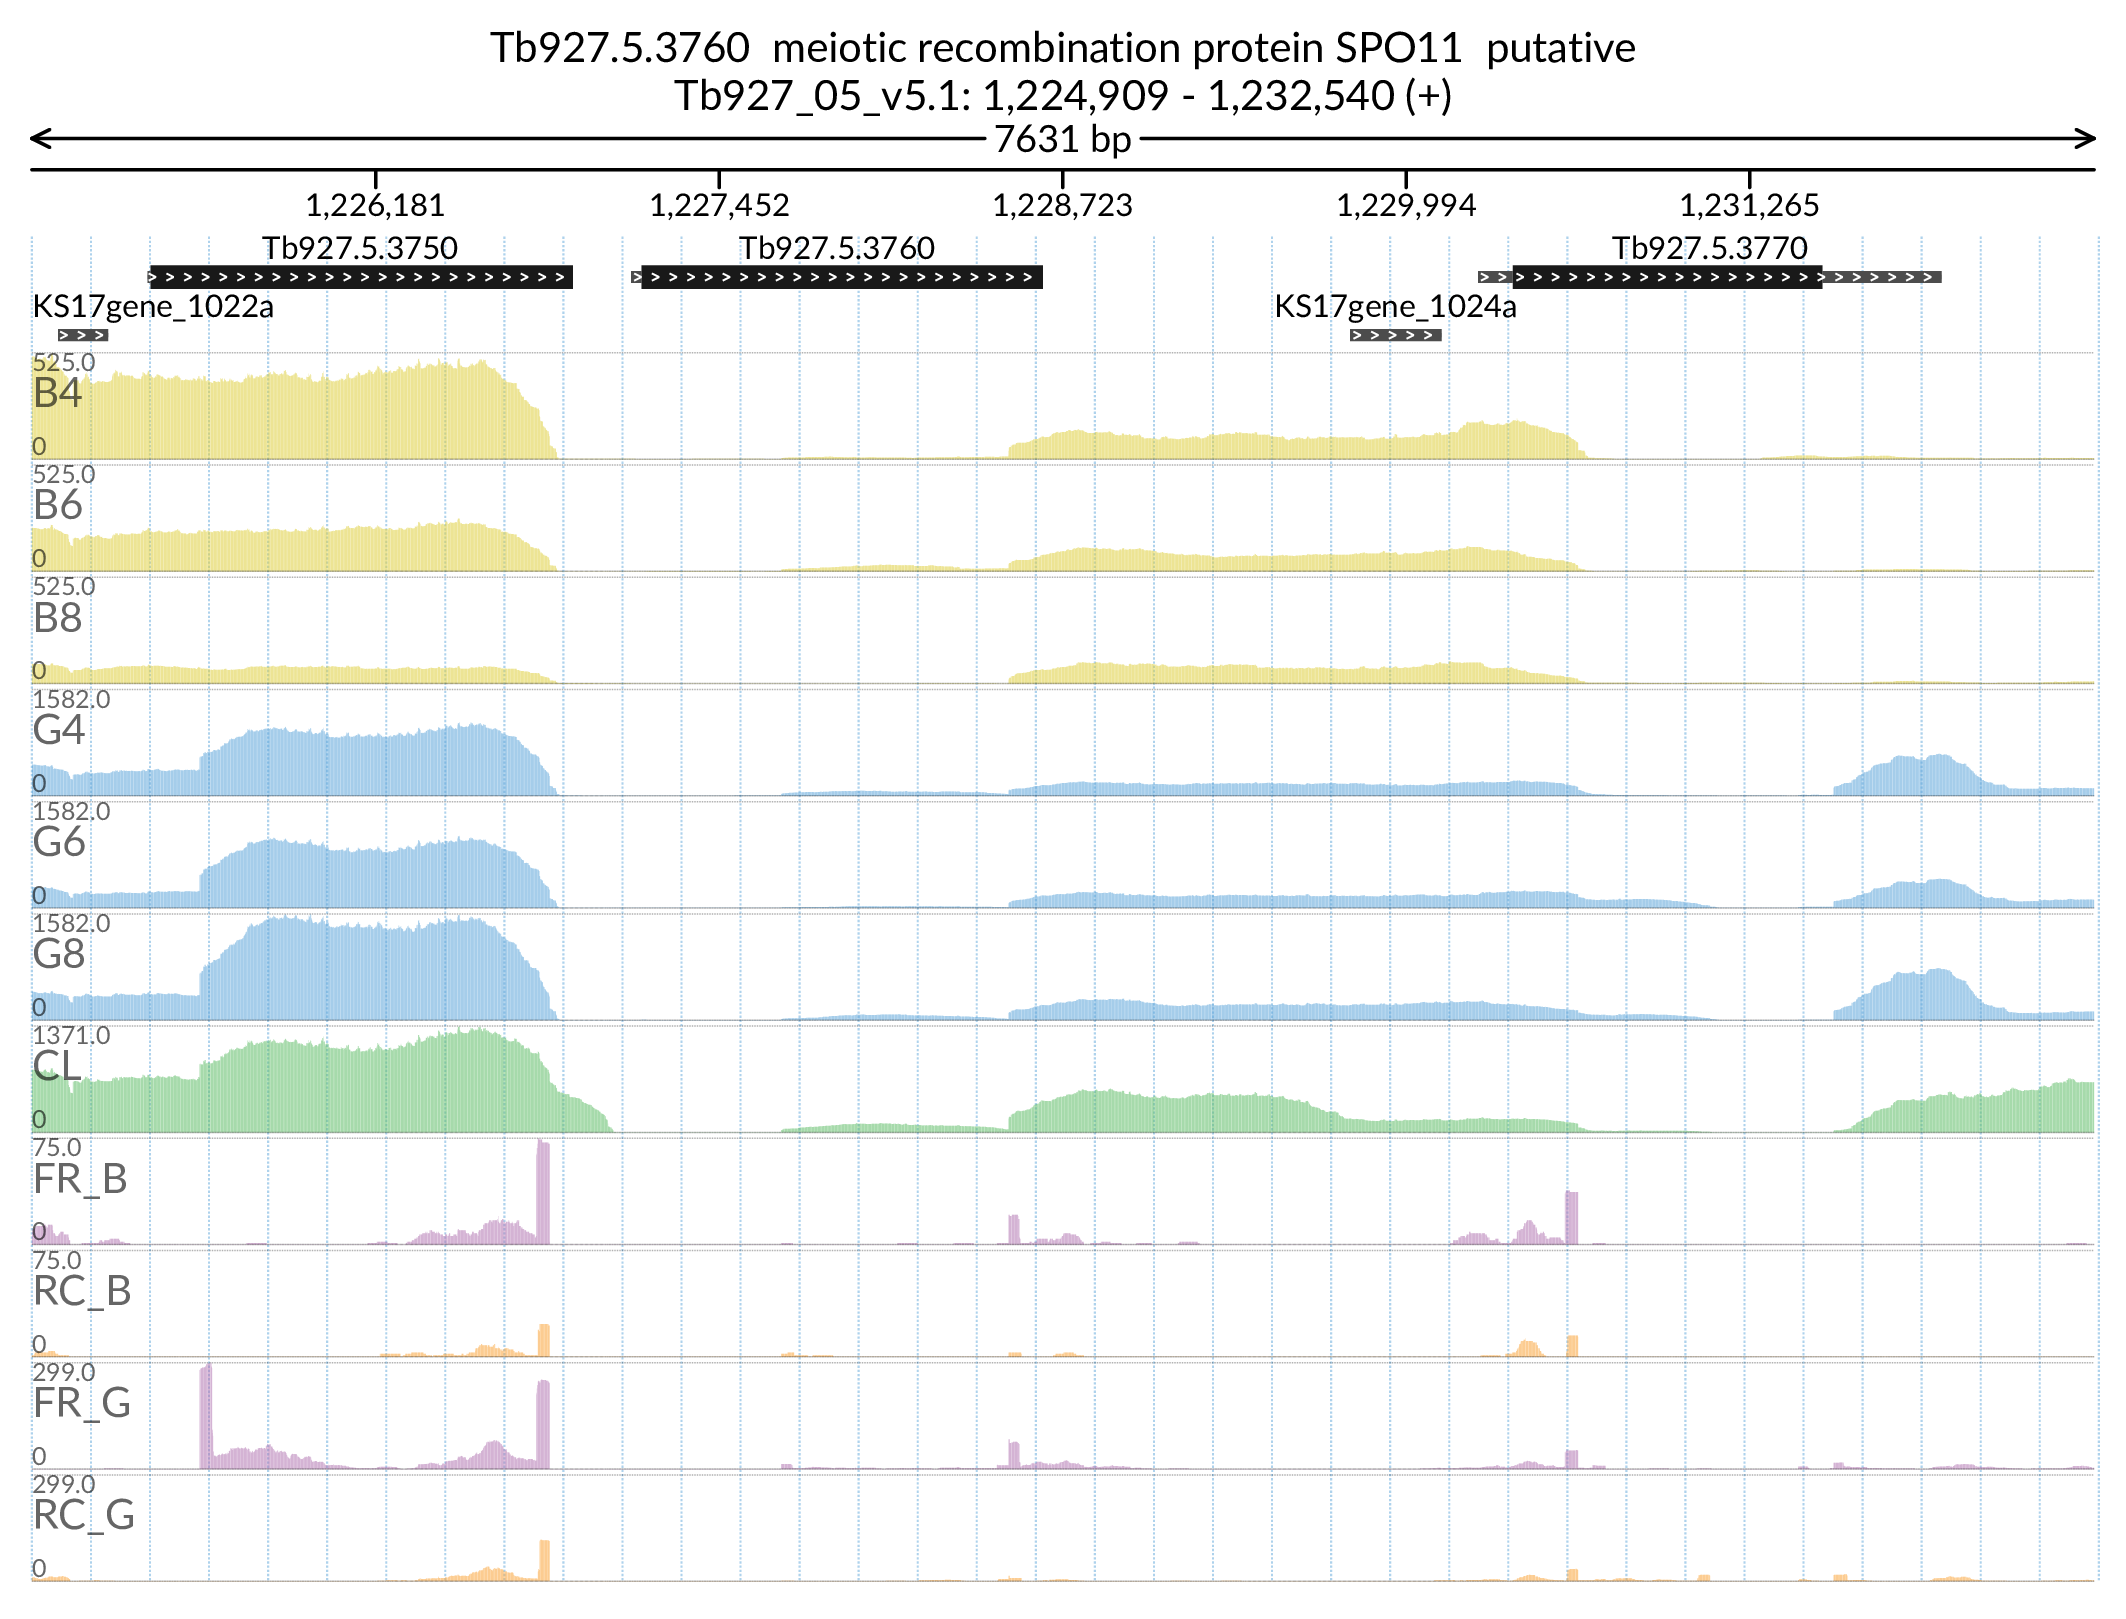 Tb927.5.3760  meiotic recombination protein SPO11  putative
Tb927_05_v5.1: 1,224,909 - 1,232,540 (+)
7631 bp
1,226,181 1,227,452 1,228,723 1,229,994 1,231,265
Tb927.5.3750 Tb927.5.3760 Tb927.5.3770
KS17gene_1022a KS17gene_1024a
525.0
B4
0
525.0
B6
0
525.0
B8
0
1582.0
G4
0
1582.0
G6
0
1582.0
G8
0
1371.0
CL
0
75.0
FR_B
0
75.0
RC_B
0
299.0
FR_G
0
299.0
RC_G
0